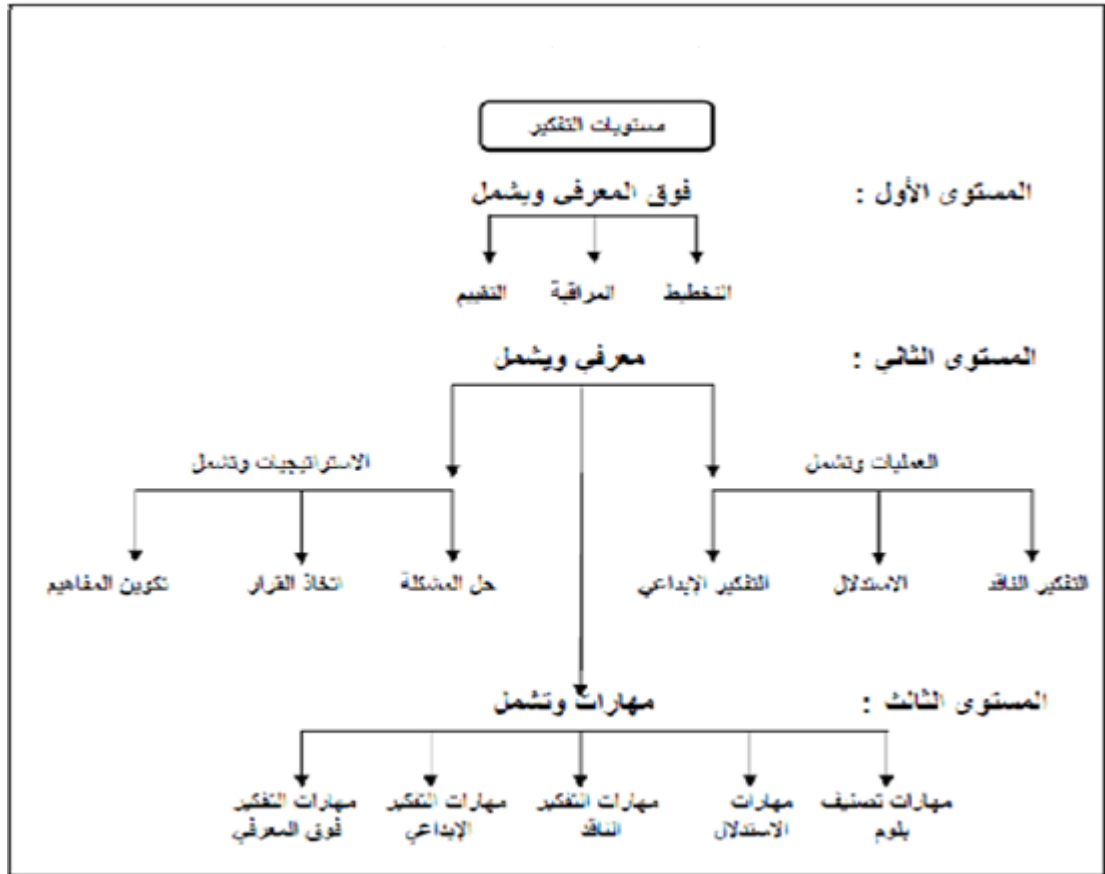 مستويات التفكير
المستوى الأول : فوق المعرفي ويشمل
التخطيط المراقبة التقييم
المستوى الثاني : معرفي ويشمل
العمليات وتشمل الاستراتيجيات وتشمل
التفكير الناقد الاستدلال التفكير الإبداعي حل المشكلة اتخاذ القرار تكوين المفاهيم
المستوى الثالث : مهارات وتشمل
مهارات تصنيف مهارات مهارات التفكير مهارات التفكير مهارات التفكير
بلوم الاستدلال الناقد الإبداعي فوق المعرفي